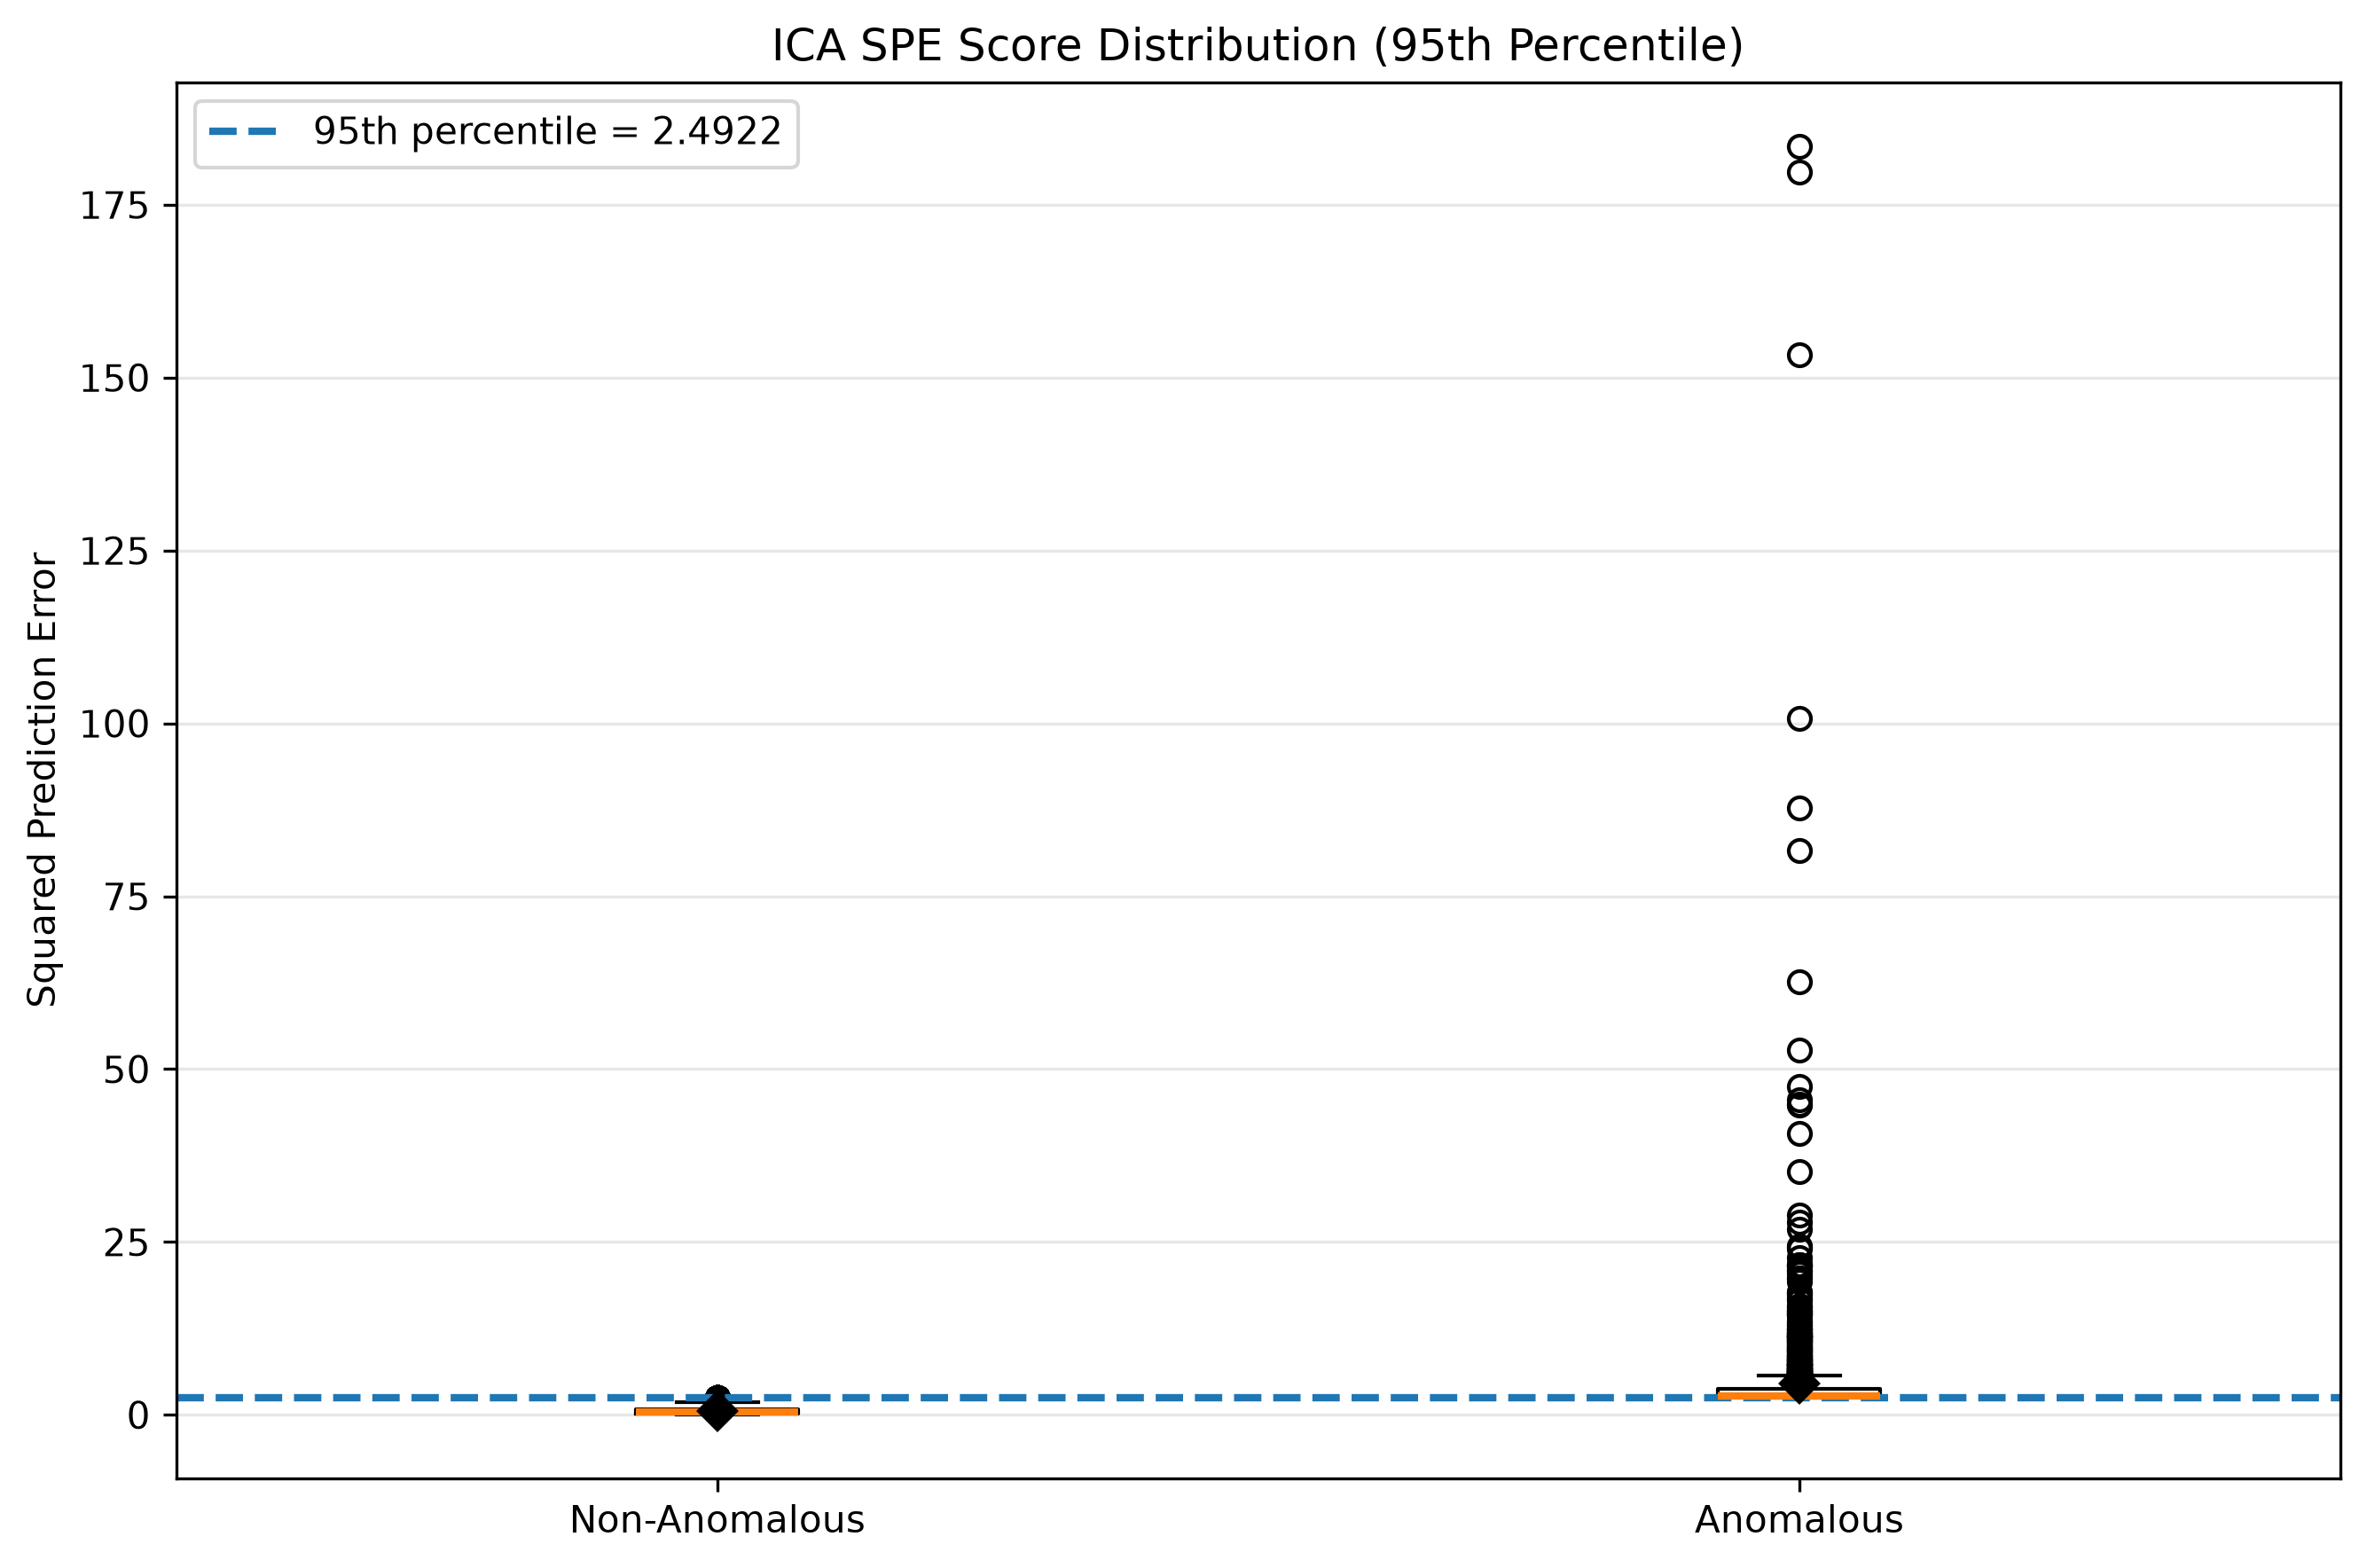 ICA SPE Score Distribution (95th Percentile)
95th percentile = 2.4922
Squared Prediction Error
175
150
125
100
75
50
25
0
Non-Anomalous
Anomalous